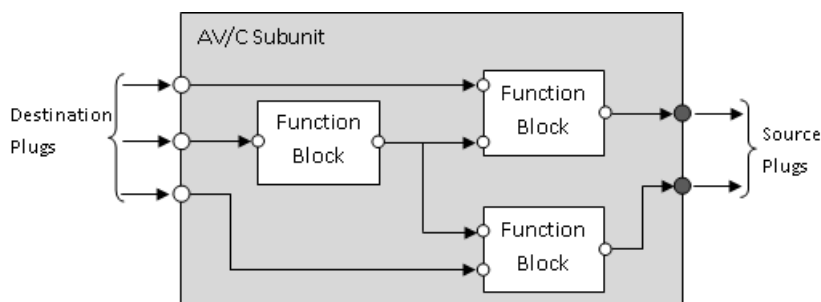 AV/C Subunit
Destination
Plugs
Function
Block
Function
Block
Function
Block
Source
Plugs